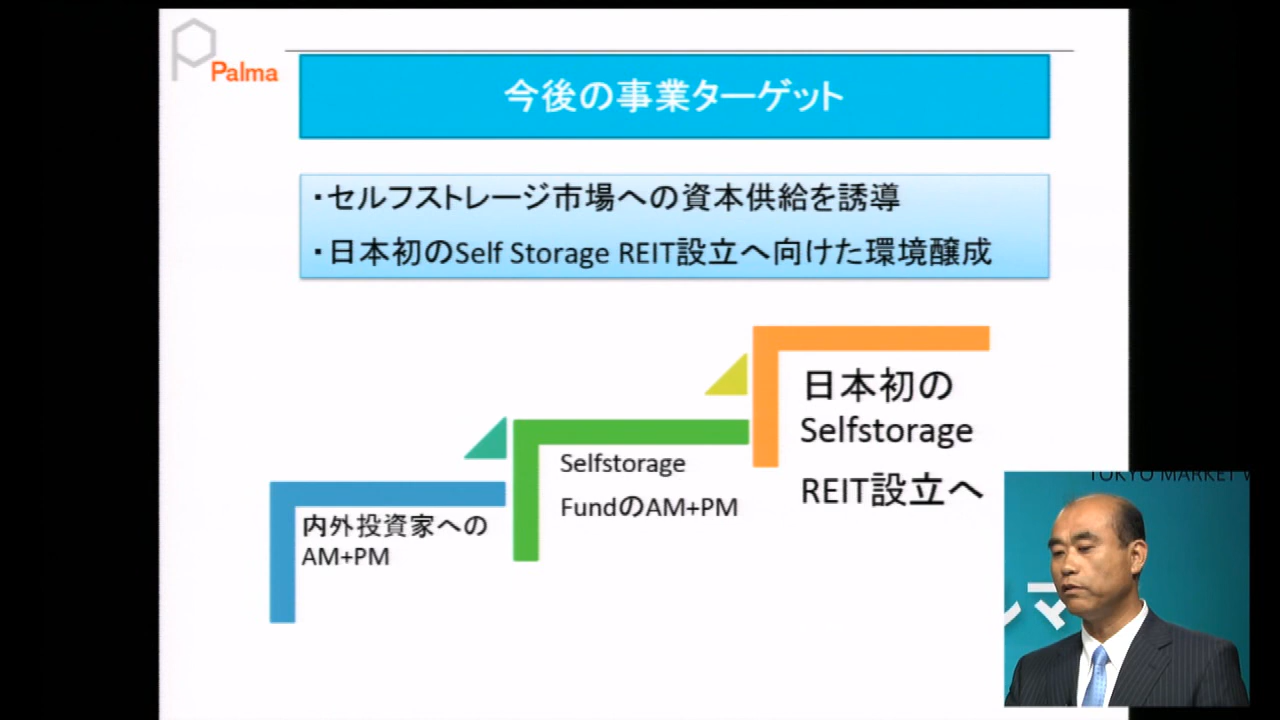 Palma
今後の事業ターゲット
・セルフストレージ市場への資本供給を誘導
・日本初のSelf Storage REIT設立へ向けた環境醸成
日本初の
Selfstorage
REIT設立へ
Selfstorage
FundのAM+PM
内外投資家への
AM+PM
TOKYO MARKET
マ